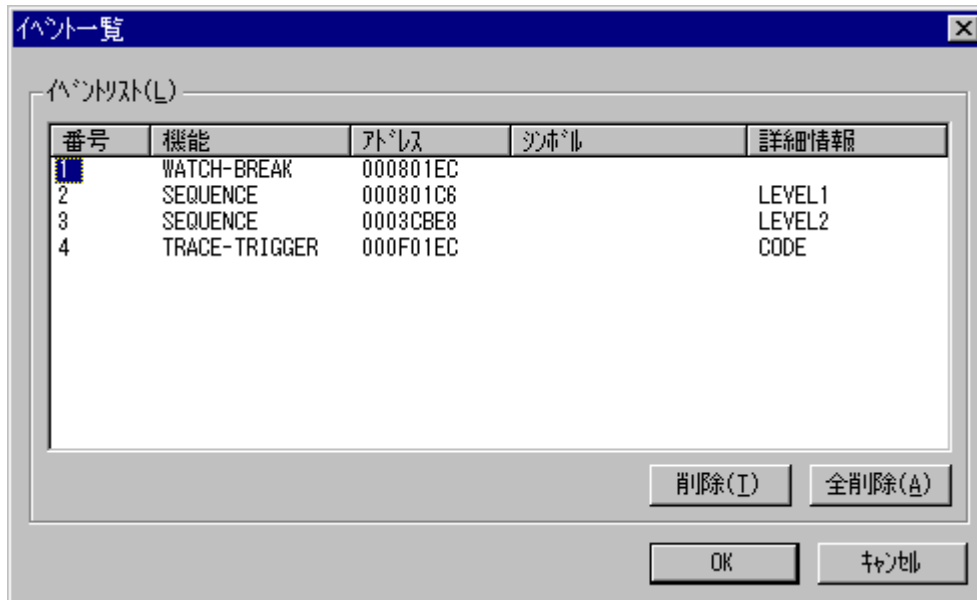 ｲﾍﾞﾝﾄ一覧
ｲﾍﾞﾝﾄﾘｽﾄ(L)
番号 機能 ｱﾄﾞﾚｽ ｼﾝﾎﾞﾙ 詳細情報
1 WATCH-BREAK 000801EC
2 SEQUENCE 000801C6 LEVEL1
3 SEQUENCE 0003CBE8 LEVEL2
4 TRACE-TRIGGER 000F01EC CODE
削除(T) 全削除(A)
OK ｷｬﾝｾﾙ